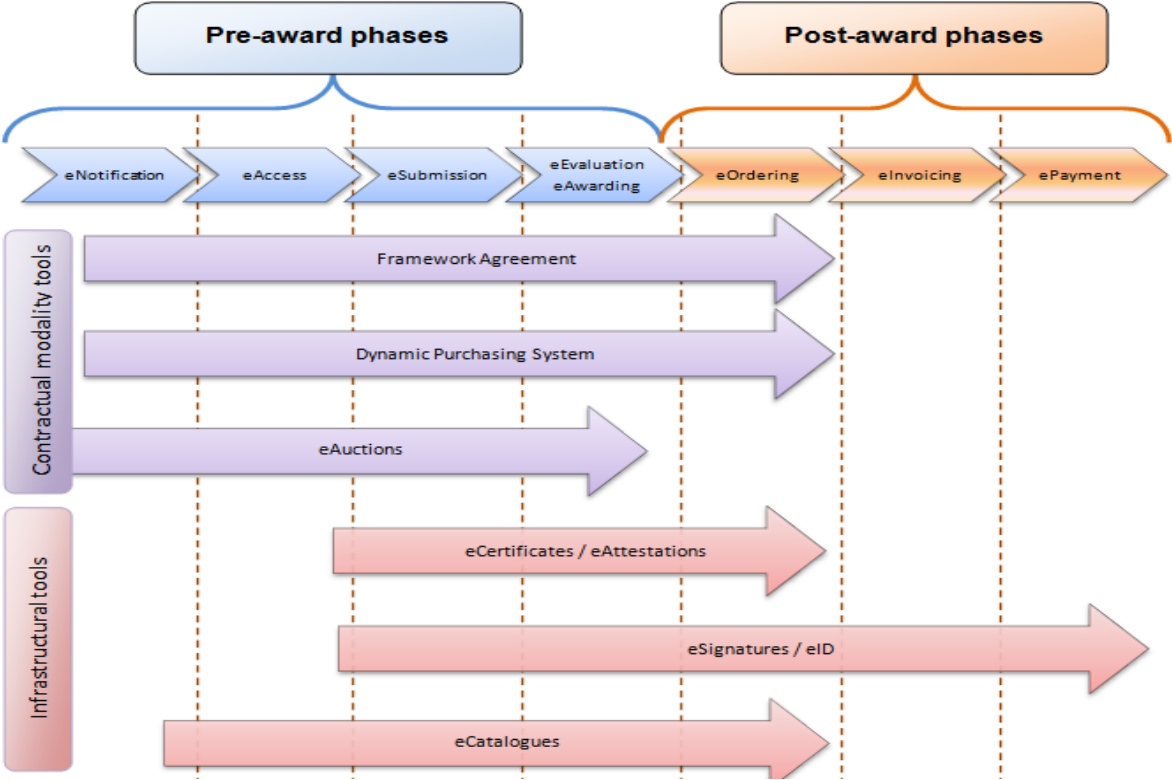 Pre-award phases
Post-award phases
eNotification
eAccess
eSubmission
eEvaluation
eAwarding
eOrdering
eInvoicing
ePayment
Contractual modality tools
Framework Agreement
Dynamic Purchasing System
eAuctions
Infrastructural tools
eCertificates / eAttestations
eSignatures / eID
eCatalogues